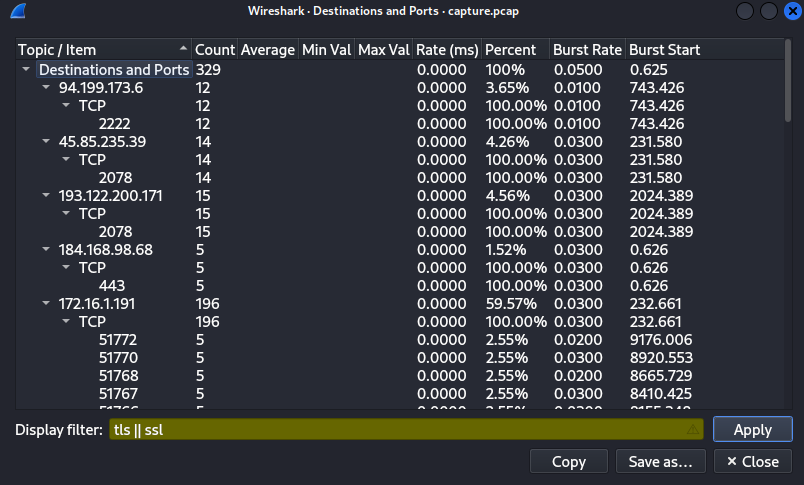 Wireshark · Destinations and Ports · capture.pcap
Topic / Item Count Average Min Val Max Val Rate (ms) Percent Burst Rate Burst Start
Destinations and Ports 329 0.0000 100% 0.0500 0.625
94.199.173.6 12 0.0000 3.65% 0.0100 743.426
TCP 12 0.0000 100.00% 0.0100 743.426
2222 12 0.0000 100.00% 0.0100 743.426
45.85.235.39 14 0.0000 4.26% 0.0300 231.580
TCP 14 0.0000 100.00% 0.0300 231.580
2078 14 0.0000 100.00% 0.0300 231.580
193.122.200.171 15 0.0000 4.56% 0.0300 2024.389
TCP 15 0.0000 100.00% 0.0300 2024.389
2078 15 0.0000 100.00% 0.0300 2024.389
184.168.98.68 5 0.0000 1.52% 0.0300 0.626
TCP 5 0.0000 100.00% 0.0300 0.626
443 5 0.0000 100.00% 0.0300 0.626
172.16.1.191 196 0.0000 59.57% 0.0300 232.661
TCP 196 0.0000 100.00% 0.0300 232.661
51772 5 0.0000 2.55% 0.0200 9176.006
51770 5 0.0000 2.55% 0.0300 8920.553
51768 5 0.0000 2.55% 0.0200 8665.729
51767 5 0.0000 2.55% 0.0300 8410.425
Display filter: tls || ssl Apply
Copy Save as... × Close